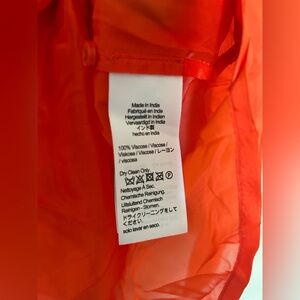 Made in India
Fabriqué en Inde
Hergestellt in Indien
Vervaardigd in India
インド製
hecho en India
100% Viscose / Viscose /
Viskose / Viscose / レーヨン
/ viscosa
Dry Clean Only.
Nettoyage À Sec.
Chemische Reinigung.
Uitsluitend Chemisch
Reinigen - Stomen.
ドライクリーニングをして
ください.
solo lavar en seco.